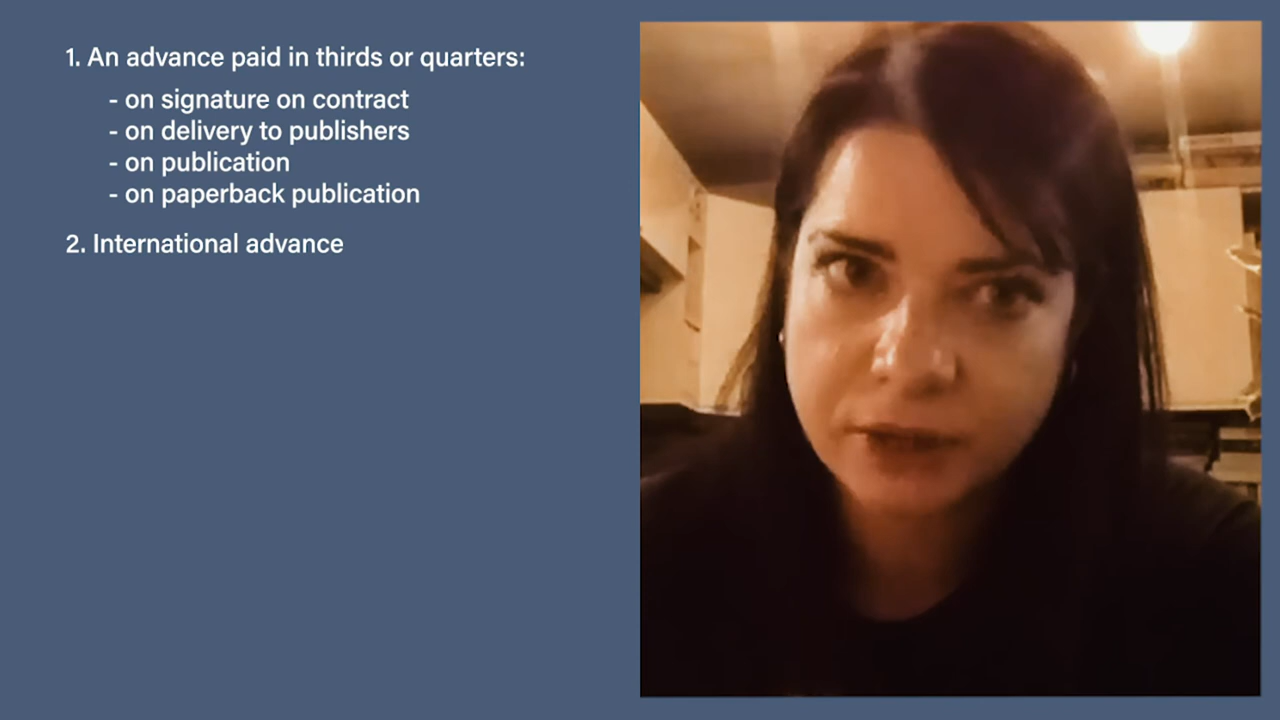 1. An advance paid in thirds or quarters:
- on signature on contract
- on delivery to publishers
- on publication
- on paperback publication
2. International advance